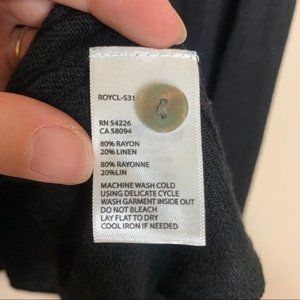 ROYCL-S31
RN 54226
CA 58094
80% RAYON
20% LINEN
80% RAYONNE
20%LIN
MACHINE WASH COLD
USING DELICATE CYCLE
WASH GARMENT INSIDE OUT
DO NOT BLEACH
LAY FLAT TO DRY
COOL IRON IF NEEDED